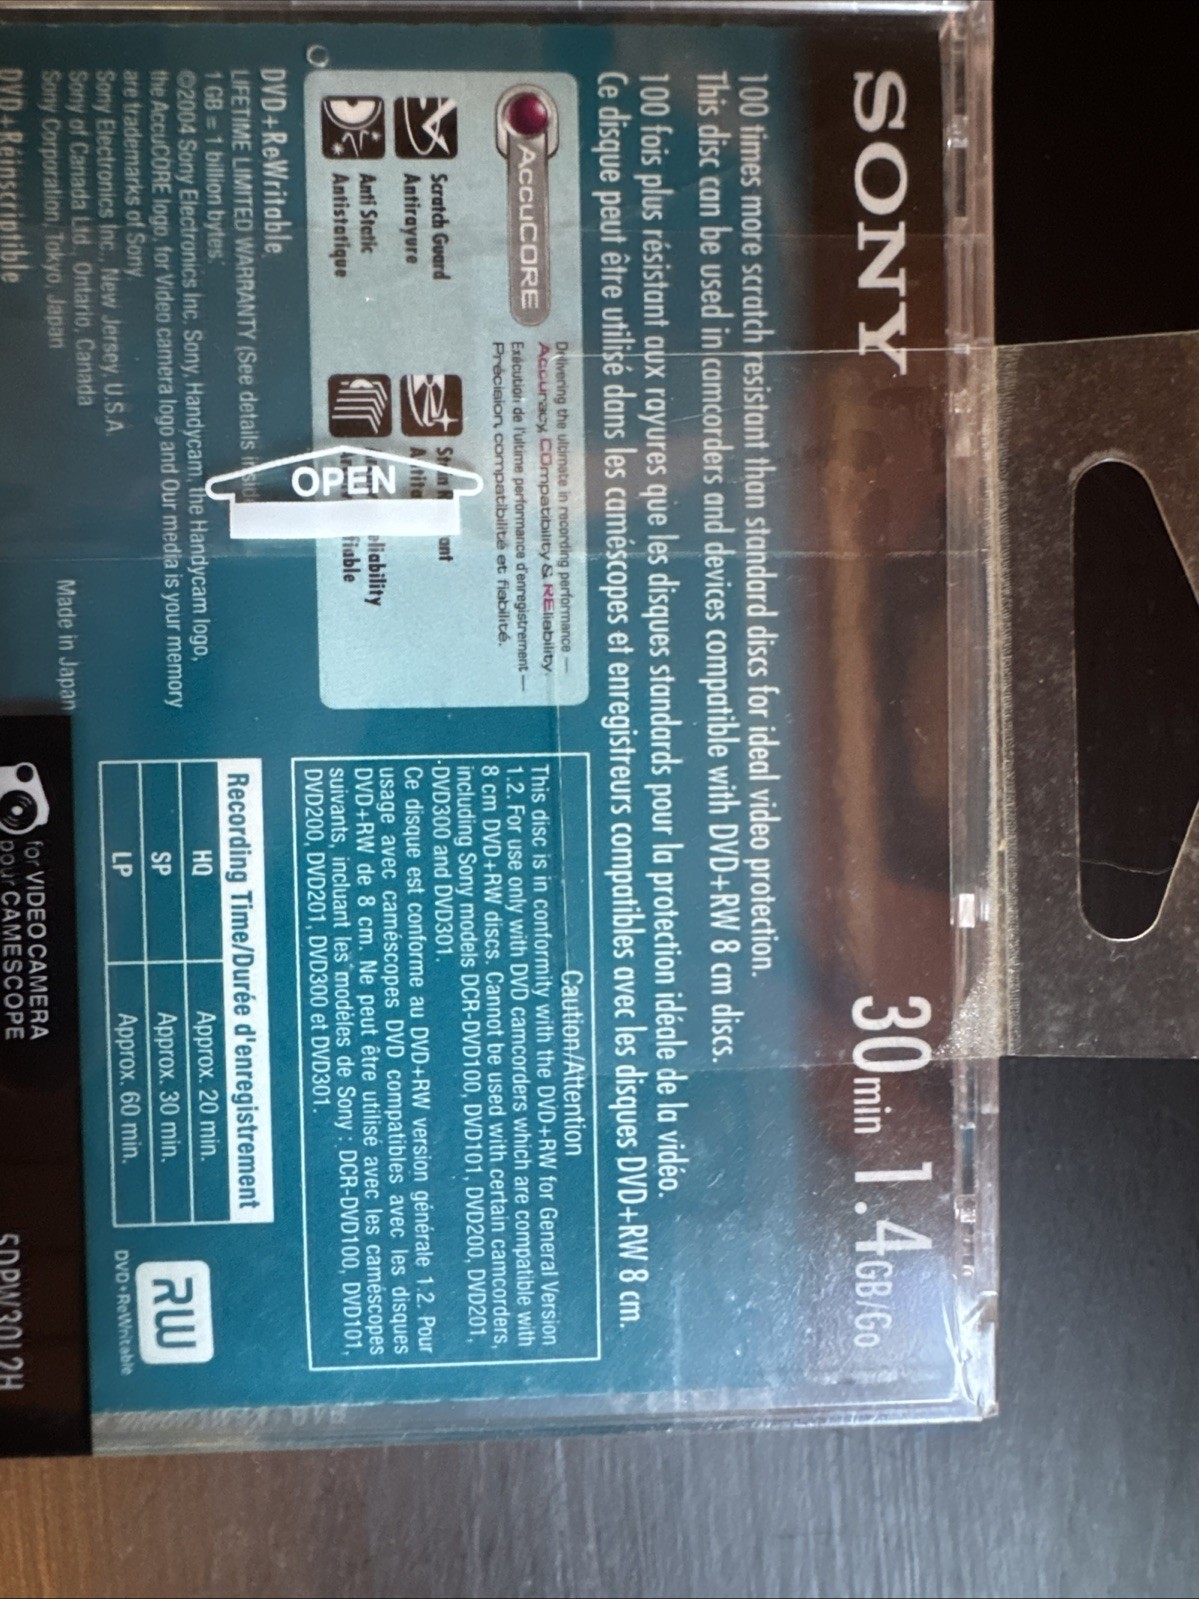 SONY
30min 1.4GB/Go
100 times more scratch resistant than standard discs for ideal video protection.
This disc can be used in camcorders and devices compatible with DVD+RW 8 cm discs.
100 fois plus résistant aux rayures que les disques standards pour la protection idéale de la vidéo.
Ce disque peut être utilisé dans les caméscopes et enregistreurs compatibles avec les disques DVD+RW 8 cm.
AccuCORE
Delivering the ultimate in recording performance —
Accuracy, COmpatibility & REliability.
Exécution de l'ultime performance d'enregistrement —
Précision, compatibilité et fiabilité.
Scratch Guard
Antirayure
Anti Static
Antistatique
OPEN
DVD+ReWritable
LIFETIME LIMITED WARRANTY (See details
1 GB = 1 billion bytes.
©2004 Sony Electronics Inc. Sony, Handycam, the Handycam logo,
the AccuCORE logo, for Video camera logo and Our media is your memory
are trademarks of Sony.
Sony Electronics Inc., New Jersey, U.S.A.
Sony of Canada Ltd., Ontario, Canada
Sony Corporation, Tokyo, Japan
Made in Japan
DVD+Réinscriptible
Caution/Attention
This disc is in conformity with the DVD+RW for General Version
1.2. For use only with DVD camcorders which are compatible with
8 cm DVD+RW discs. Cannot be used with certain camcorders,
including Sony models DCR-DVD100, DVD101, DVD200, DVD201,
DVD300 and DVD301.
Ce disque est conforme au DVD+RW version générale 1.2. Pour
usage avec caméscopes DVD compatibles avec les disques
DVD+RW de 8 cm. Ne peut être utilisé avec les caméscopes
suivants, incluant les modèles de Sony : DCR-DVD100, DVD101,
DVD200, DVD201, DVD300 et DVD301.
Recording Time/Durée d'enregistrement
HQ Approx. 20 min.
SP Approx. 30 min.
LP Approx. 60 min.
RW
DVD+ReWritable
for VIDEO CAMERA
pour CAMESCOPE
5DPW30L2H